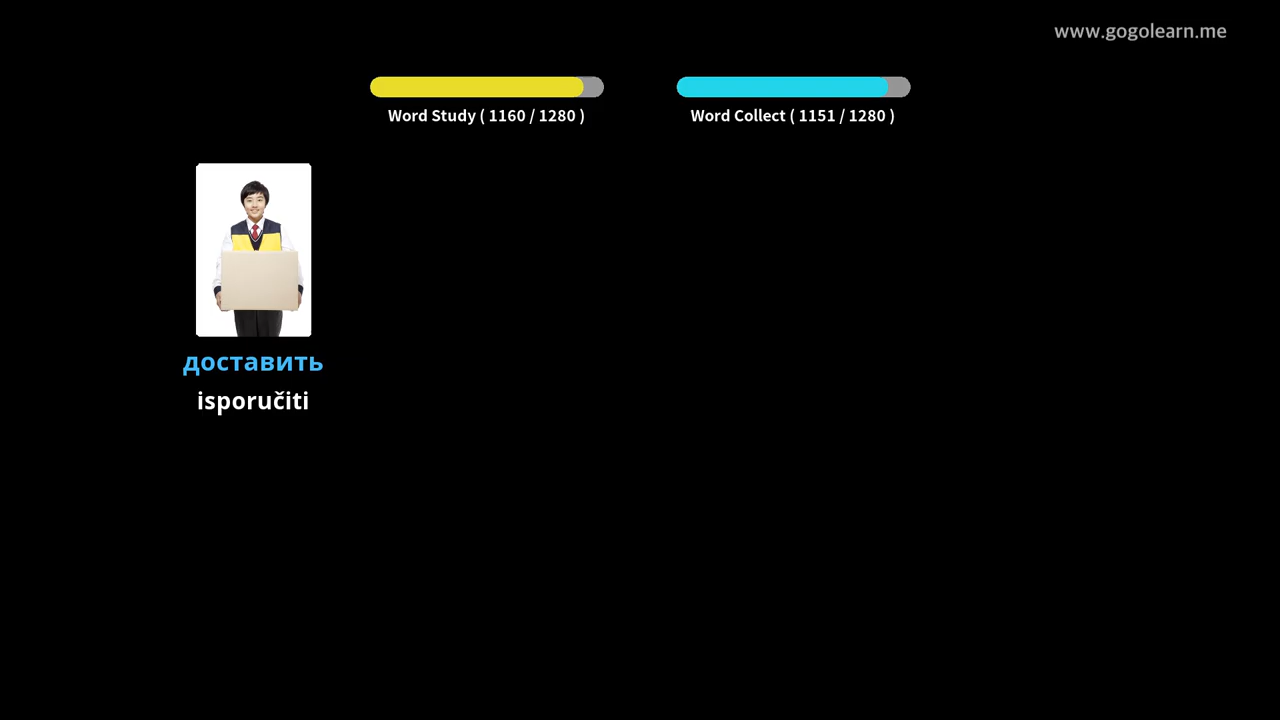 www.gogolearn.me
Word Study ( 1160 / 1280 )
Word Collect ( 1151 / 1280 )
доставить
isporučiti